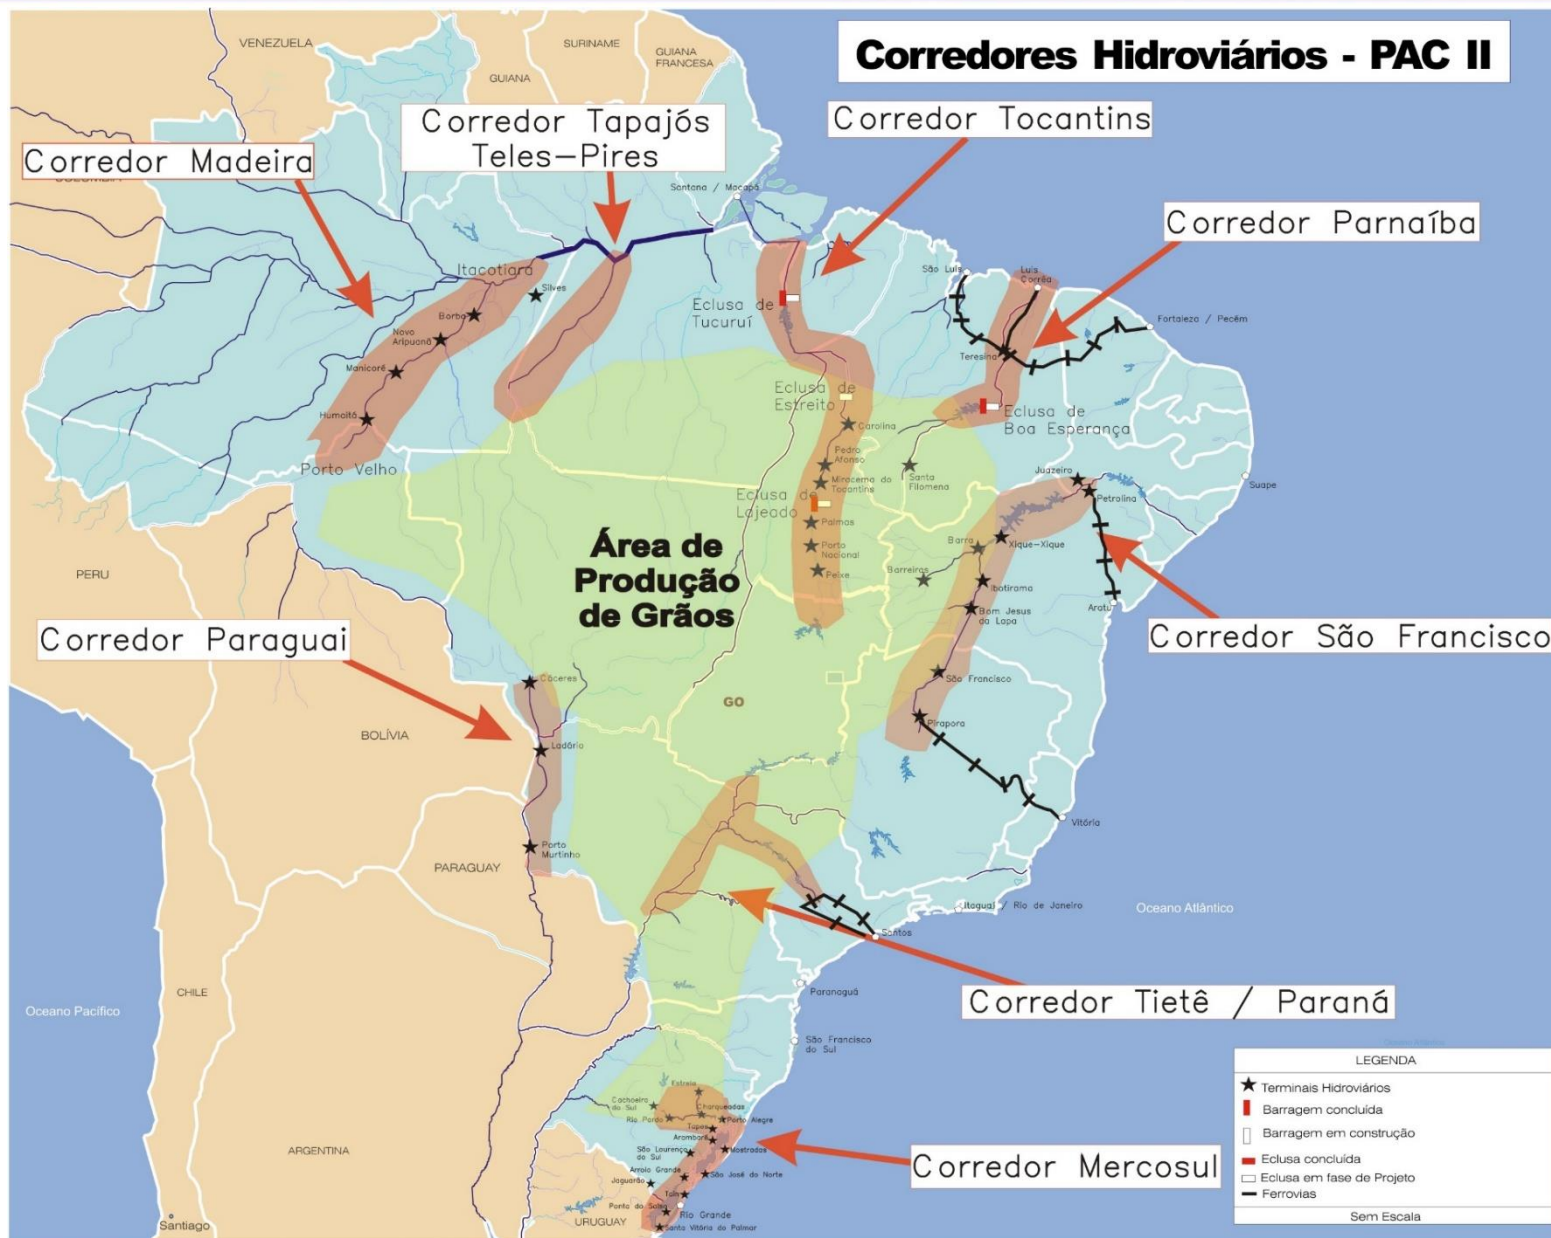 Corredores Hidroviários - PAC II
VENEZUELA
SURINAME
GUIANA
FRANCESA
GUIANA
Corredor Tapajós
Teles-Pires
Corredor Tocantins
Corredor Madeira
Santana / Macapá
Corredor Parnaíba
Itacotiara
Silves
São Luis
Luis
Corrêa
Eclusa de
Tucuruí
Borba
Novo
Aripuanã
Fortaleza / Pecém
Teresina
Manicoré
Eclusa de
Estreito
Humaitá
Eclusa de
Boa Esperança
Carolina
Porto Velho
Pedro
Afonso
Miracema do
Tocantins
Santa
Filomena
Juazeiro
Petrolina
Suape
Eclusa de
Lajeado
Palmas
Porto
Nacional
Peixe
Barra
Xique-Xique
Barreiras
Ibotirama
Bom Jesus
da Lapa
Aratu
Área de
Produção
de Grãos
PERU
Corredor Paraguai
Corredor São Francisco
Cáceres
São Francisco
GO
Pirapora
BOLÍVIA
Ladário
Vitória
Porto
Murtinho
PARAGUAY
Itaguaí / Rio de Janeiro
Oceano Atlântico
Santos
CHILE
Paranaguá
Corredor Tietê / Paraná
Oceano Pacífico
São Francisco
do Sul
Estrela
Cachoeira
do Sul
Charqueadas
Rio Pardo
Porto Alegre
Tapes
Arambaré
Mostradas
São Lourenço
do Sul
ARGENTINA
Corredor Mercosul
Arroio Grande
São José do Norte
Jaguarão
Taim
Rio Grande
Santa Vitória do Palmar
URUGUAY
Santiago
LEGENDA
Terminais Hidroviários
Barragem concluída
Barragem em construção
Eclusa concluída
Eclusa em fase de Projeto
Ferrovias
Sem Escala